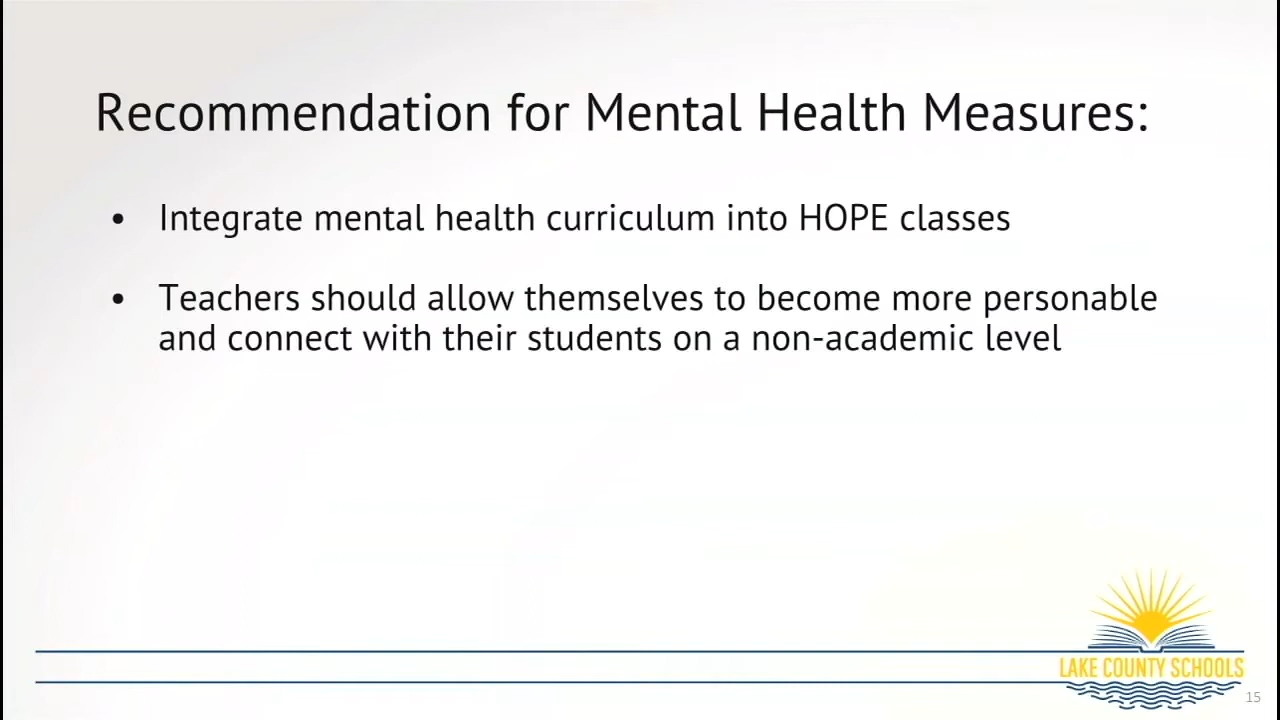 Recommendation for Mental Health Measures:
• Integrate mental health curriculum into HOPE classes
• Teachers should allow themselves to become more personable
and connect with their students on a non-academic level
LAKE COUNTY SCHOOLS
15